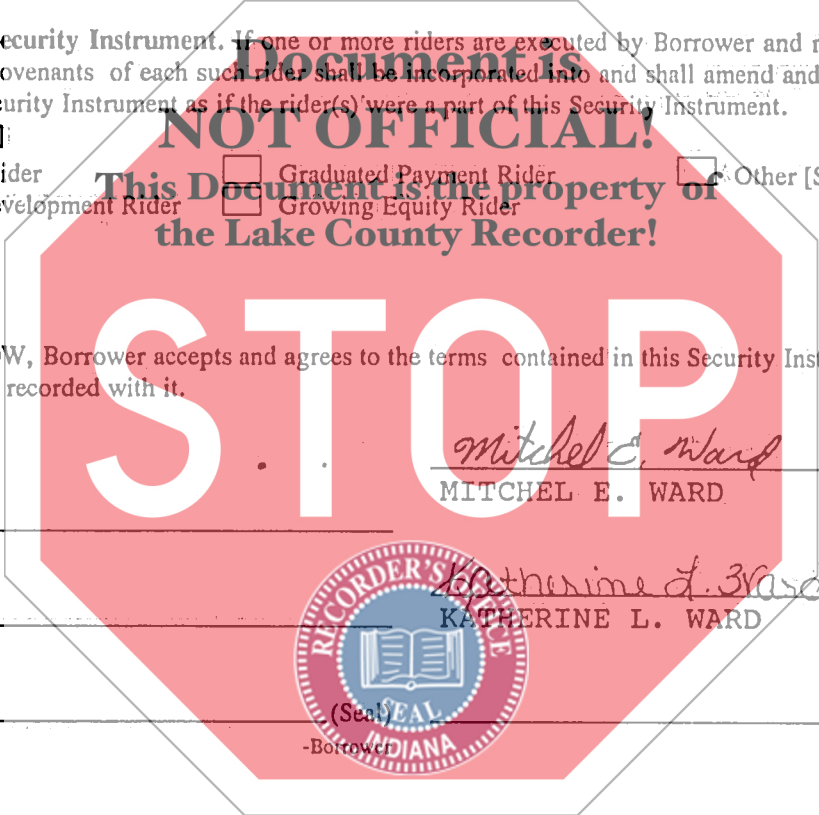 ecurity Instrument. If one or more riders are executed by Borrower and r
ovenants of each such rider shall be incorporated into and shall amend and
urity Instrument as if the rider(s) were a part of this Security Instrument.
Document is
NOT OFFICIAL!
This Document is the property of
the Lake County Recorder!
ider Graduated Payment Rider Other [S
velopment Rider Growing Equity Rider
STOP
W, Borrower accepts and agrees to the terms contained in this Security Inst
recorded with it.
Mitchel E. Ward
MITCHEL E. WARD
Katherine L. Ward
KATHERINE L. WARD
RECORDER'S OFFICE
SEAL
INDIANA
(Seal)
-Borrower